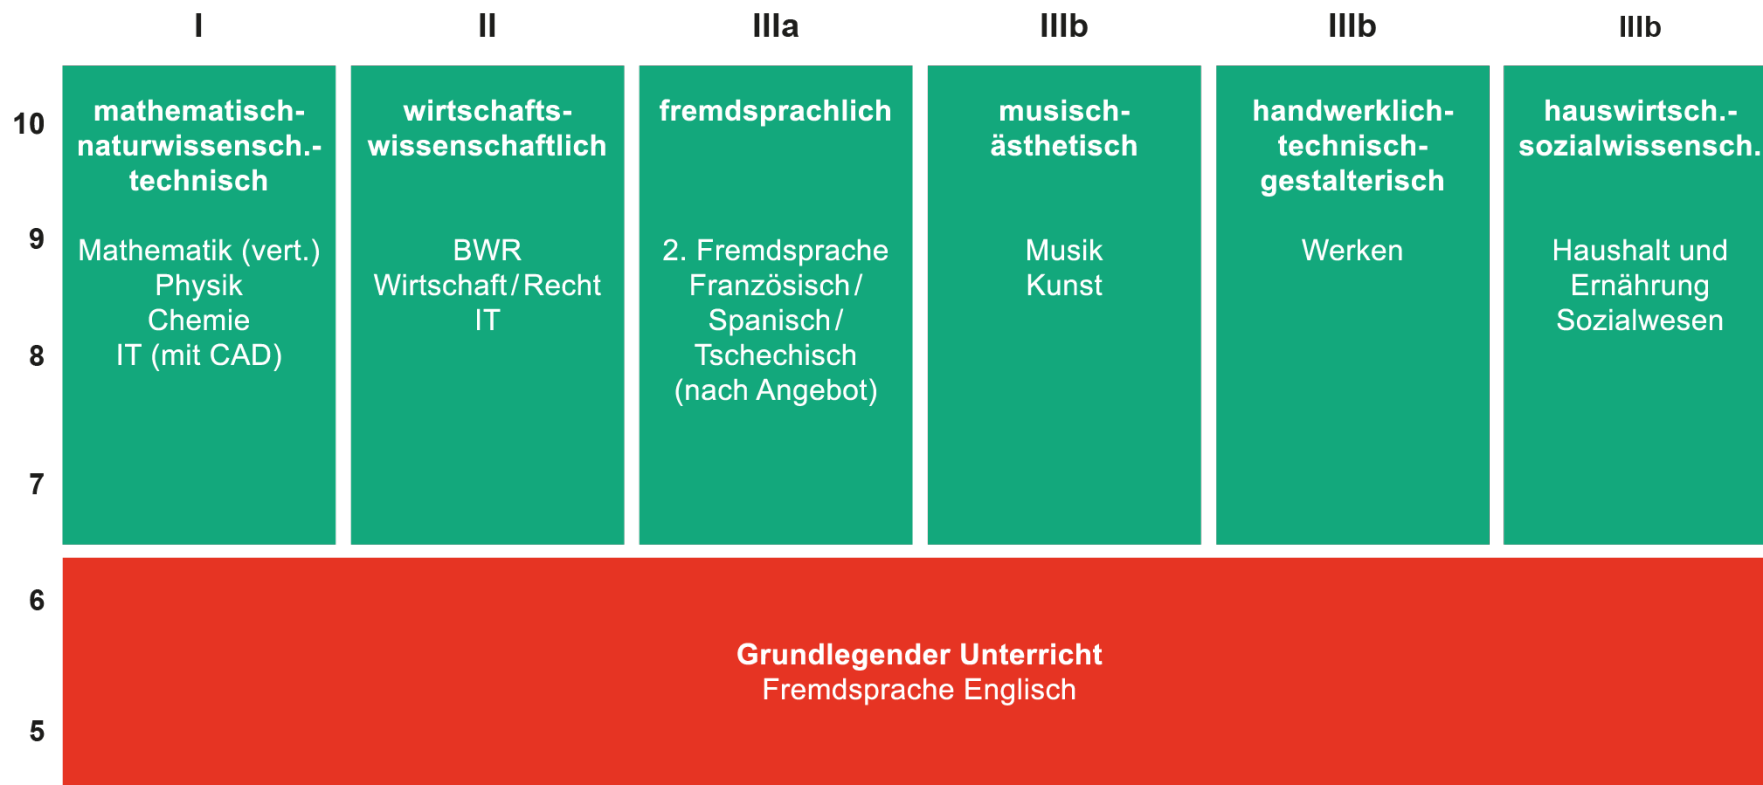 I
II
IIIa
IIIb
IIIb
IIIb
10
9
8
7
6
5
mathematisch-
naturwissensch.-
technisch
Mathematik (vert.)
Physik
Chemie
IT (mit CAD)
wirtschafts-
wissenschaftlich
BWR
Wirtschaft/Recht
IT
fremdsprachlich
2. Fremdsprache
Französisch/
Spanisch/
Tschechisch
(nach Angebot)
musisch-
ästhetisch
Musik
Kunst
handwerklich-
technisch-
gestalterisch
Werken
hauswirtsch.-
sozialwissensch.
Haushalt und
Ernährung
Sozialwesen
Grundlegender Unterricht
Fremdsprache Englisch